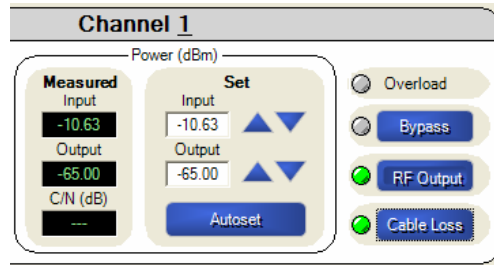 Channel 1
Power (dBm)
Measured
Input
-10.63
Output
-65.00
C/N (dB)
---
Set
Input
-10.63
Output
-65.00
Autoset
Overload
Bypass
RF Output
Cable Loss